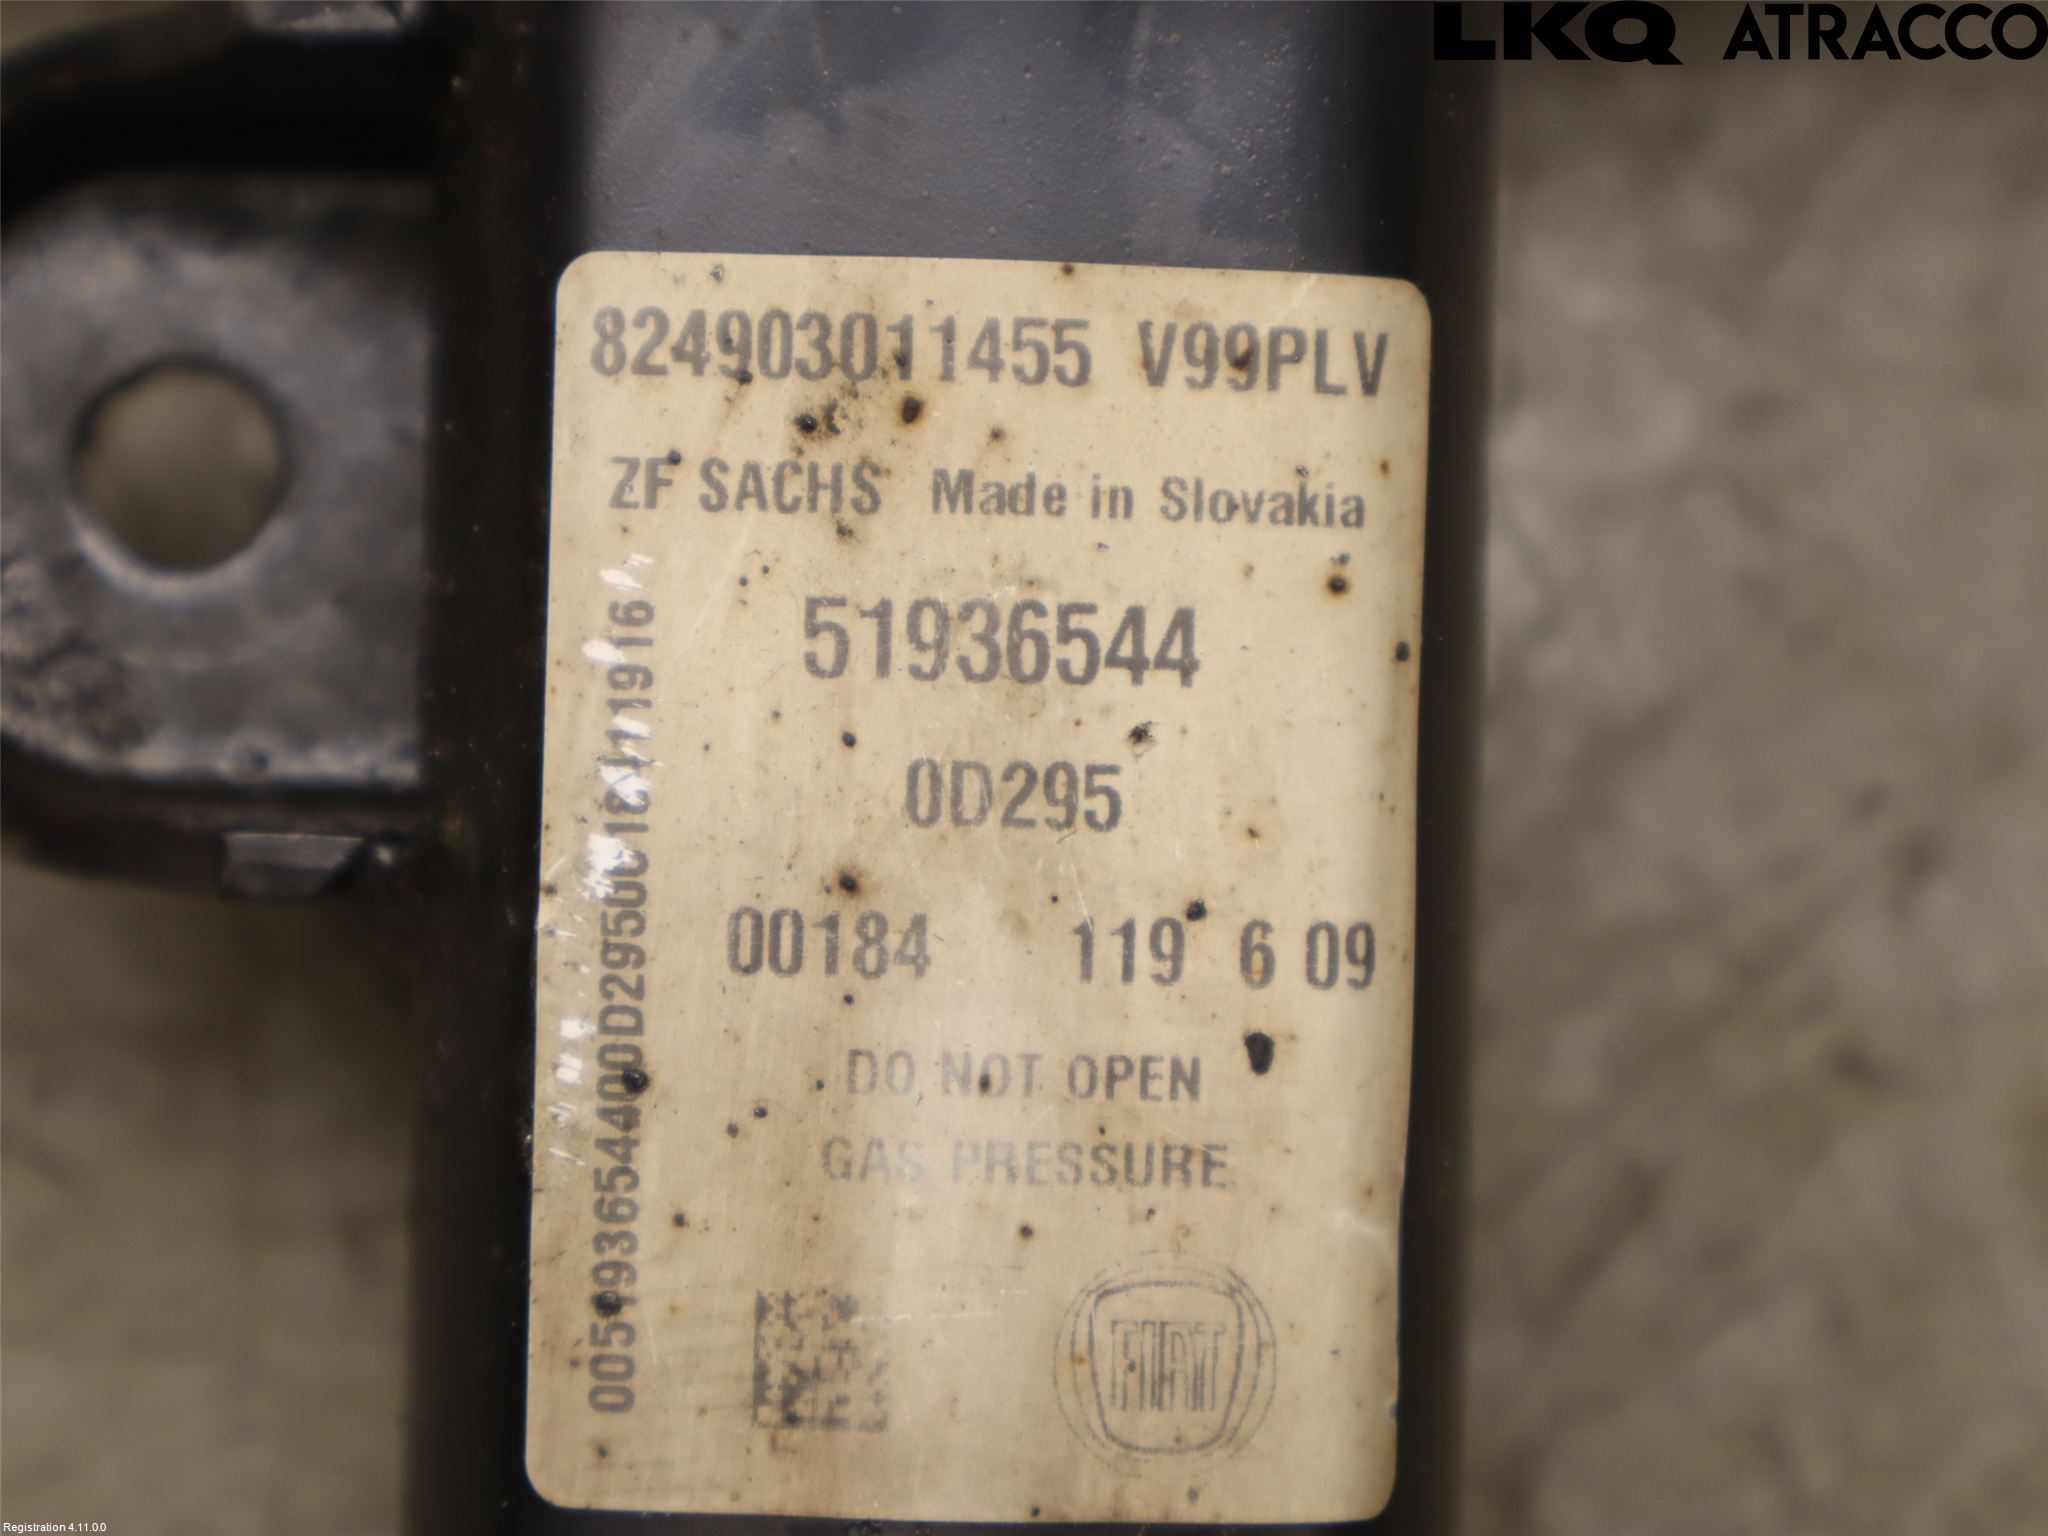 LKQ ATRACCO
824903011455 V99PLV
ZF SACHS Made in Slovakia
51936544
0D295
00184 119 6 09
DO NOT OPEN
GAS PRESSURE
FIAT
Registration 4.11.0.0